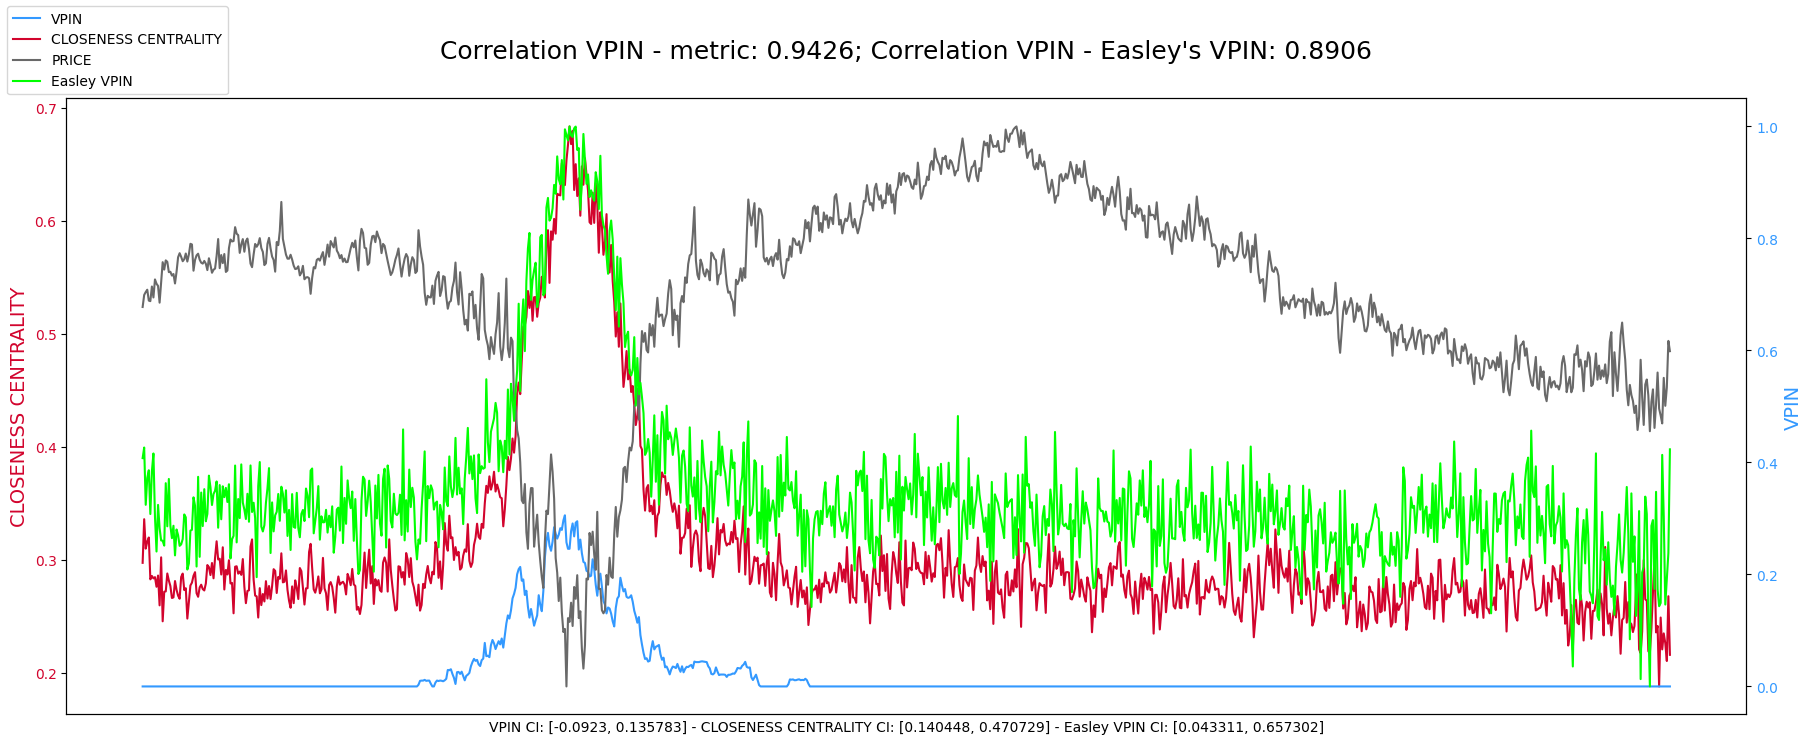 VPIN
CLOSENESS CENTRALITY
PRICE
Easley VPIN
Correlation VPIN - metric: 0.9426; Correlation VPIN - Easley's VPIN: 0.8906
0.7
0.6
0.5
0.4
0.3
0.2
CLOSENESS CENTRALITY
1.0
0.8
0.6
0.4
0.2
0.0
VPIN
VPIN CI: [-0.0923, 0.135783] - CLOSENESS CENTRALITY CI: [0.140448, 0.470729] - Easley VPIN CI: [0.043311, 0.657302]